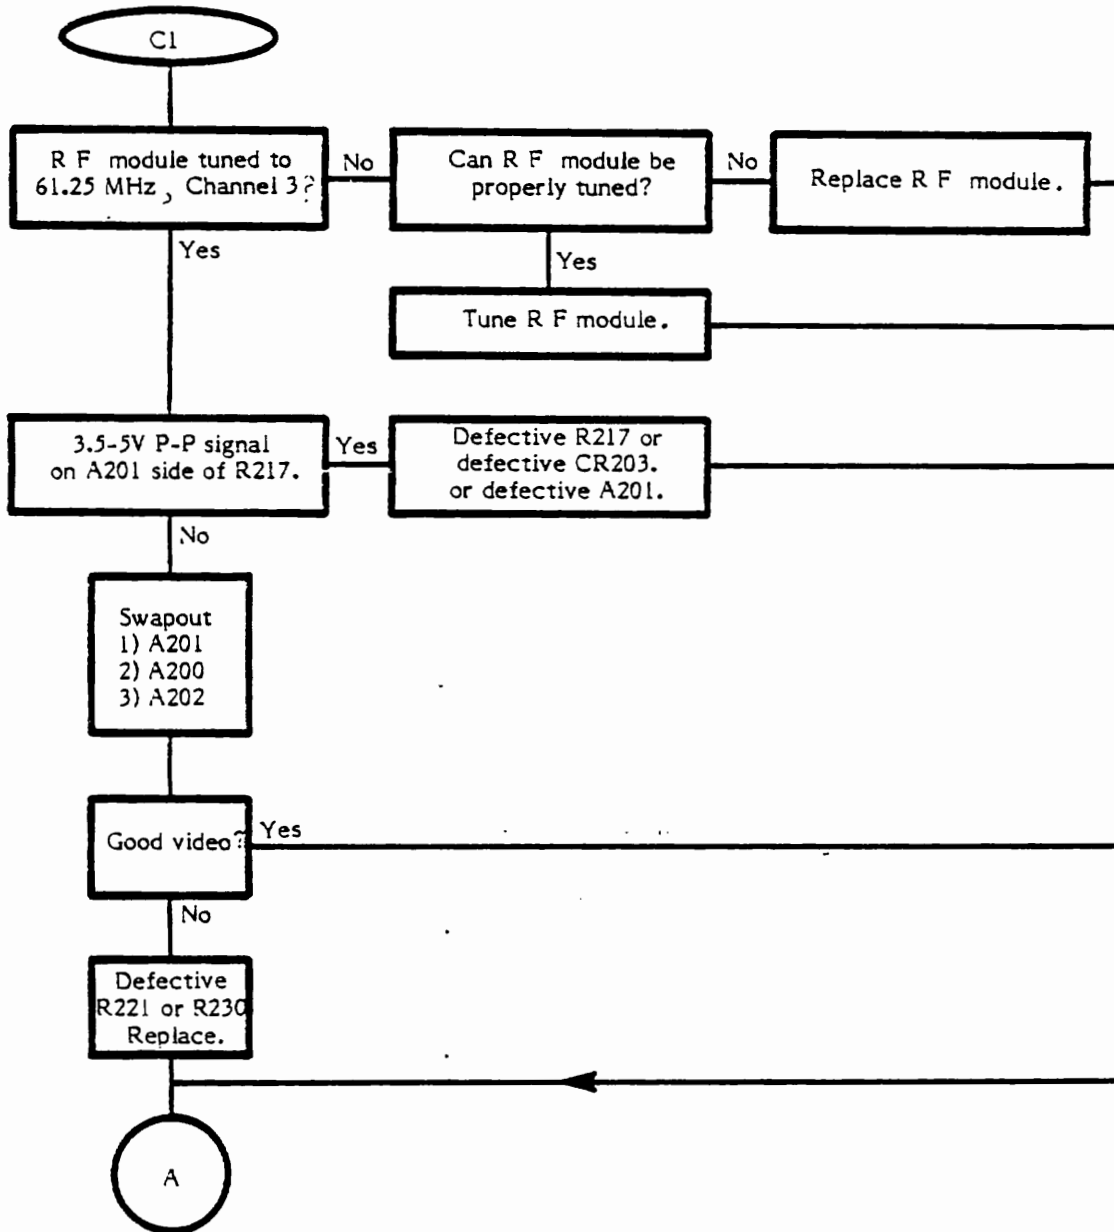 C1
R F module tuned to
61.25 MHz, Channel 3?
No
Can R F module be
properly tuned?
No
Replace R F module.
Yes
Yes
Tune R F module.
3.5-5V P-P signal
on A201 side of R217.
Yes
Defective R217 or
defective CR203.
or defective A201.
No
Swapout
1) A201
2) A200
3) A202
Good video?
Yes
No
Defective
R221 or R230
Replace.
A